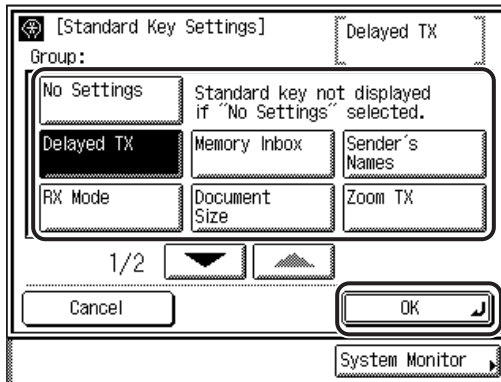 [Standard Key Settings]
Delayed TX
Group:
No Settings
Standard key not displayed
if ˝No Settings˝ selected.
Delayed TX
Memory Inbox
Sender´s
Names
RX Mode
Document
Size
Zoom TX
1/2
Cancel
OK
System Monitor